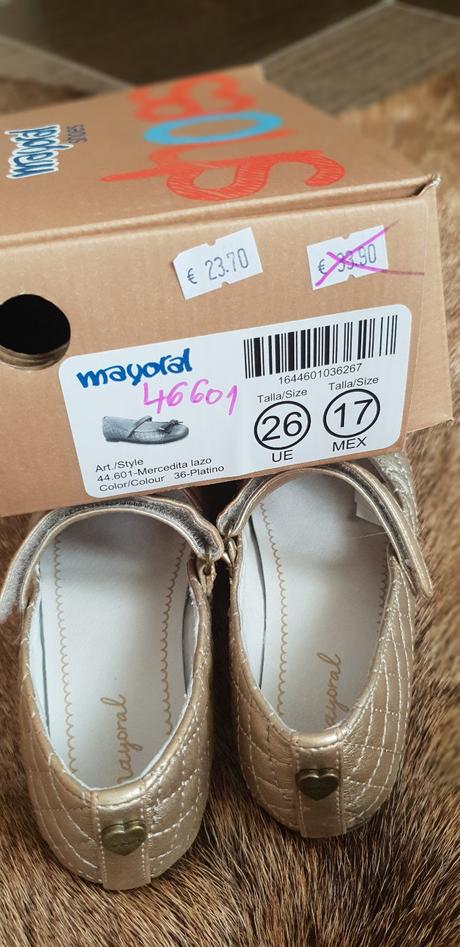 mayoral
shoes
shoes
€ 23.70
€ 33.90
mayoral
46601
1644601036267
Talla/Size
Talla/Size
26
17
UE
MEX
Art./Style
44.601-Mercedita lazo
Color/Colour 36-Platino
mayoral
mayoral